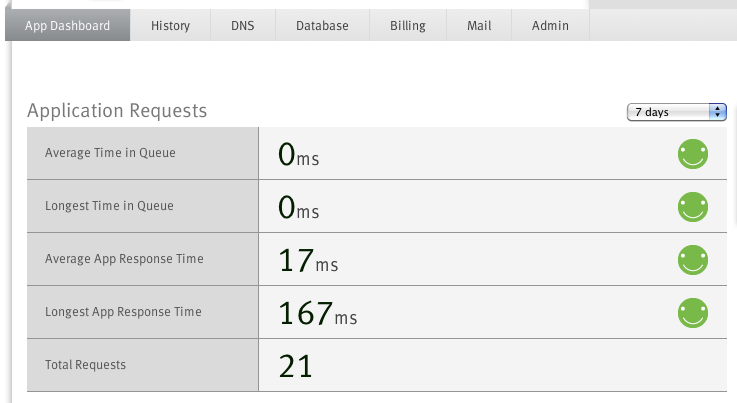 App Dashboard History DNS Database Billing Mail Admin
Application Requests 7 days
Average Time in Queue 0ms
Longest Time in Queue 0ms
Average App Response Time 17ms
Longest App Response Time 167ms
Total Requests 21